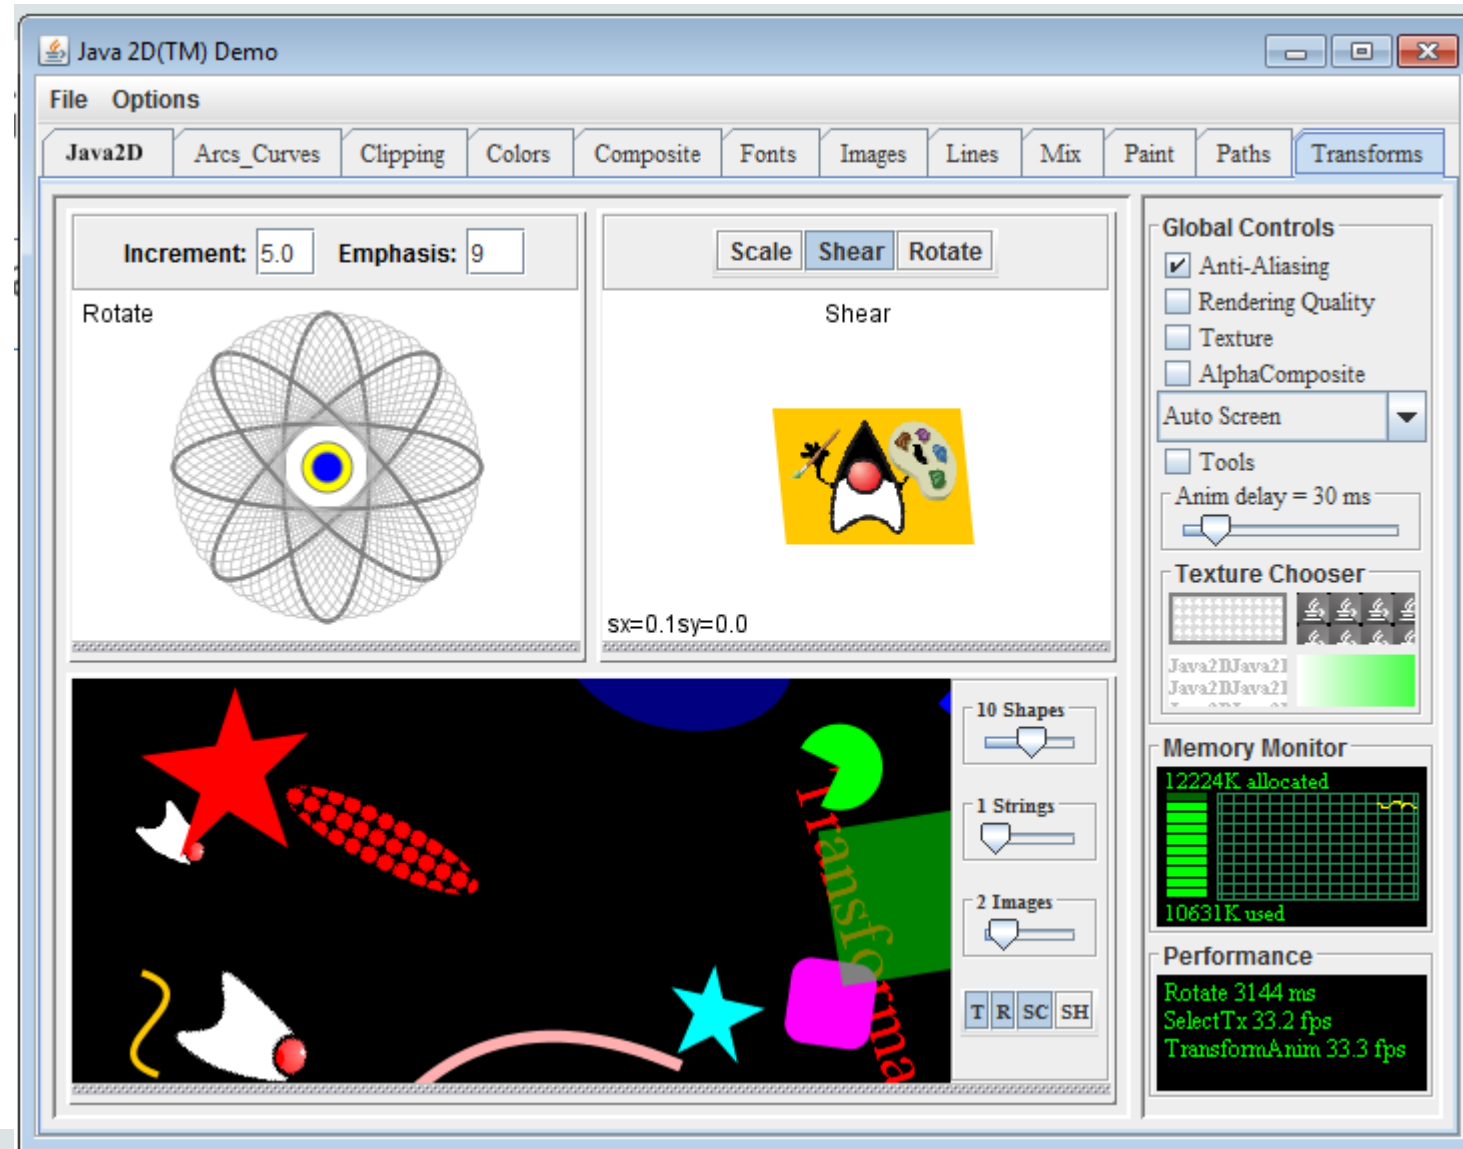 Java 2D(TM) Demo
File Options
Java2D Arcs_Curves Clipping Colors Composite Fonts Images Lines Mix Paint Paths Transforms
Increment: 5.0 Emphasis: 9
Rotate
Scale Shear Rotate
Shear
sx=0.1sy=0.0
Transforma
10 Shapes
1 Strings
2 Images
T R SC SH
Global Controls
Anti-Aliasing
Rendering Quality
Texture
AlphaComposite
Auto Screen
Tools
Anim delay = 30 ms
Texture Chooser
Java2DJava2
Java2DJava2
Memory Monitor
12224K allocated
10631K used
Performance
Rotate 3144 ms
SelectTx 33.2 fps
TransformAnim 33.3 fps